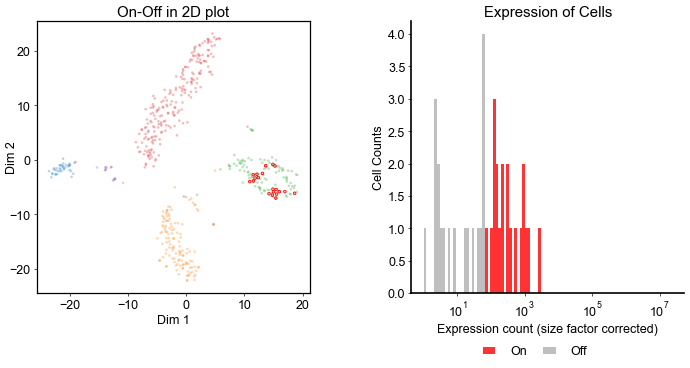 On-Off in 2D plot
20
10
0
−10
−20
Dim 2
−20 −10 0 10 20
Dim 1
Expression of Cells
4.0
3.5
3.0
2.5
2.0
1.5
1.0
0.5
0.0
Cell Counts
10¹ 10³ 10⁵ 10⁷
Expression count (size factor corrected)
On Off